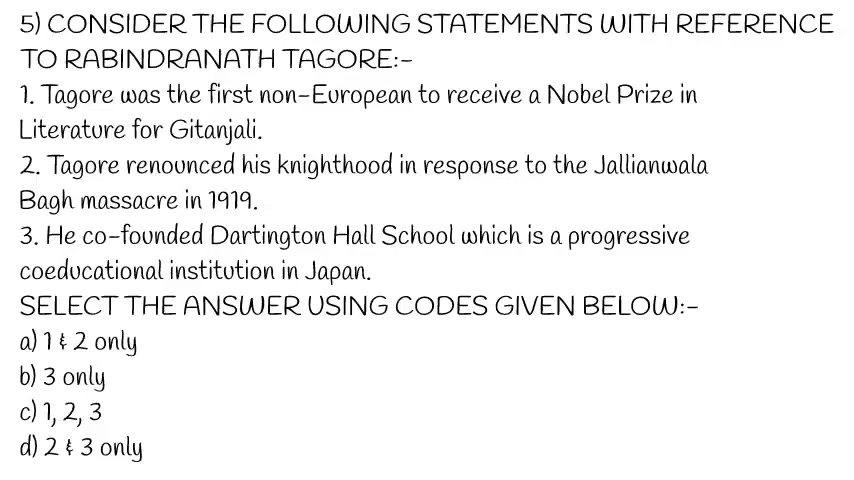 5) CONSIDER THE FOLLOWING STATEMENTS WITH REFERENCE
TO RABINDRANATH TAGORE:-
1. Tagore was the first non-European to receive a Nobel Prize in
Literature for Gitanjali.
2. Tagore renounced his knighthood in response to the Jallianwala
Bagh massacre in 1919.
3. He co-founded Dartington Hall School which is a progressive
coeducational institution in Japan.
SELECT THE ANSWER USING CODES GIVEN BELOW:-
a) 1 & 2 only
b) 3 only
c) 1, 2, 3
d) 2 & 3 only